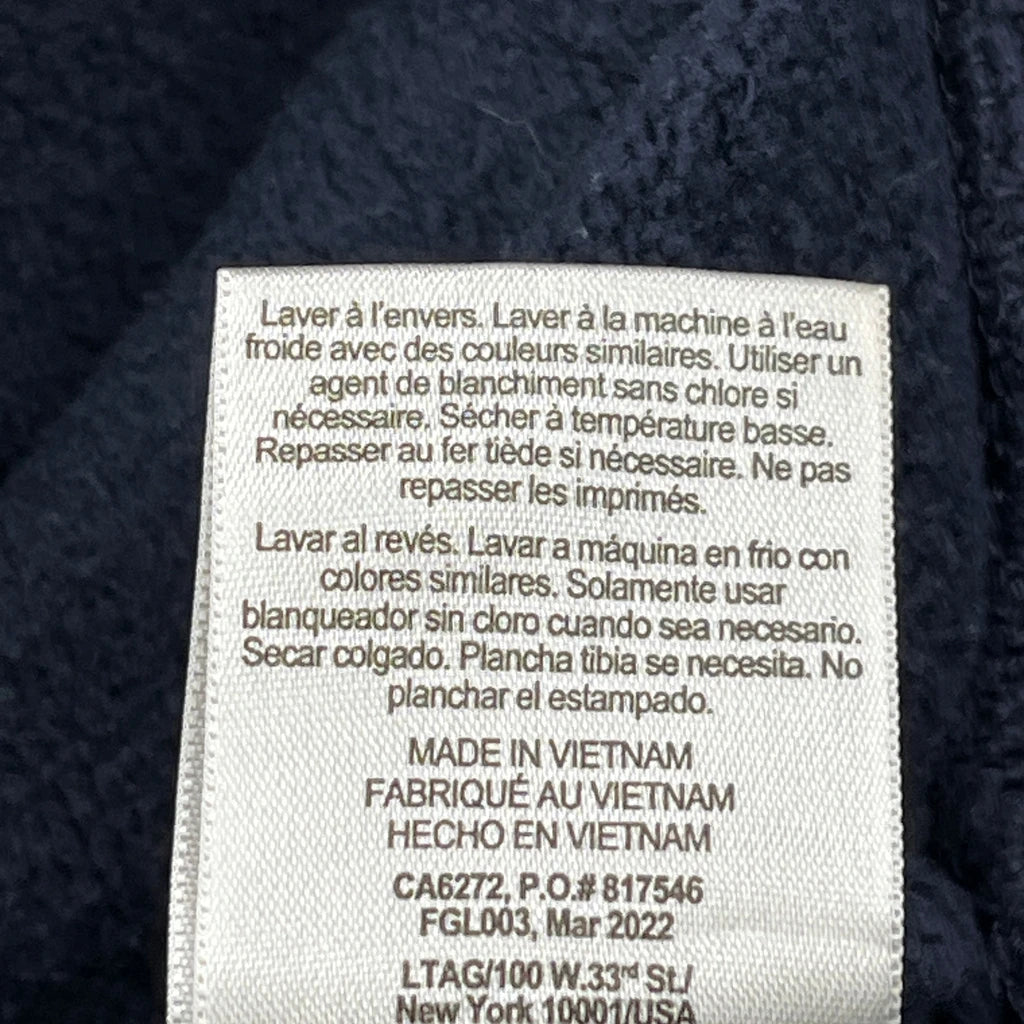 Laver à l'envers. Laver à la machine à l'eau
froide avec des couleurs similaires. Utiliser un
agent de blanchiment sans chlore si
nécessaire. Sécher à température basse.
Repasser au fer tiède si nécessaire. Ne pas
repasser les imprimés.
Lavar al revés. Lavar a máquina en frio con
colores similares. Solamente usar
blanqueador sin cloro cuando sea necesario.
Secar colgado. Plancha tibia se necesita. No
planchar el estampado.
MADE IN VIETNAM
FABRIQUÉ AU VIETNAM
HECHO EN VIETNAM
CA6272, P.O.# 817546
FGL003, Mar 2022
LTAG/100 W.33rd St./
New York 10001/USA